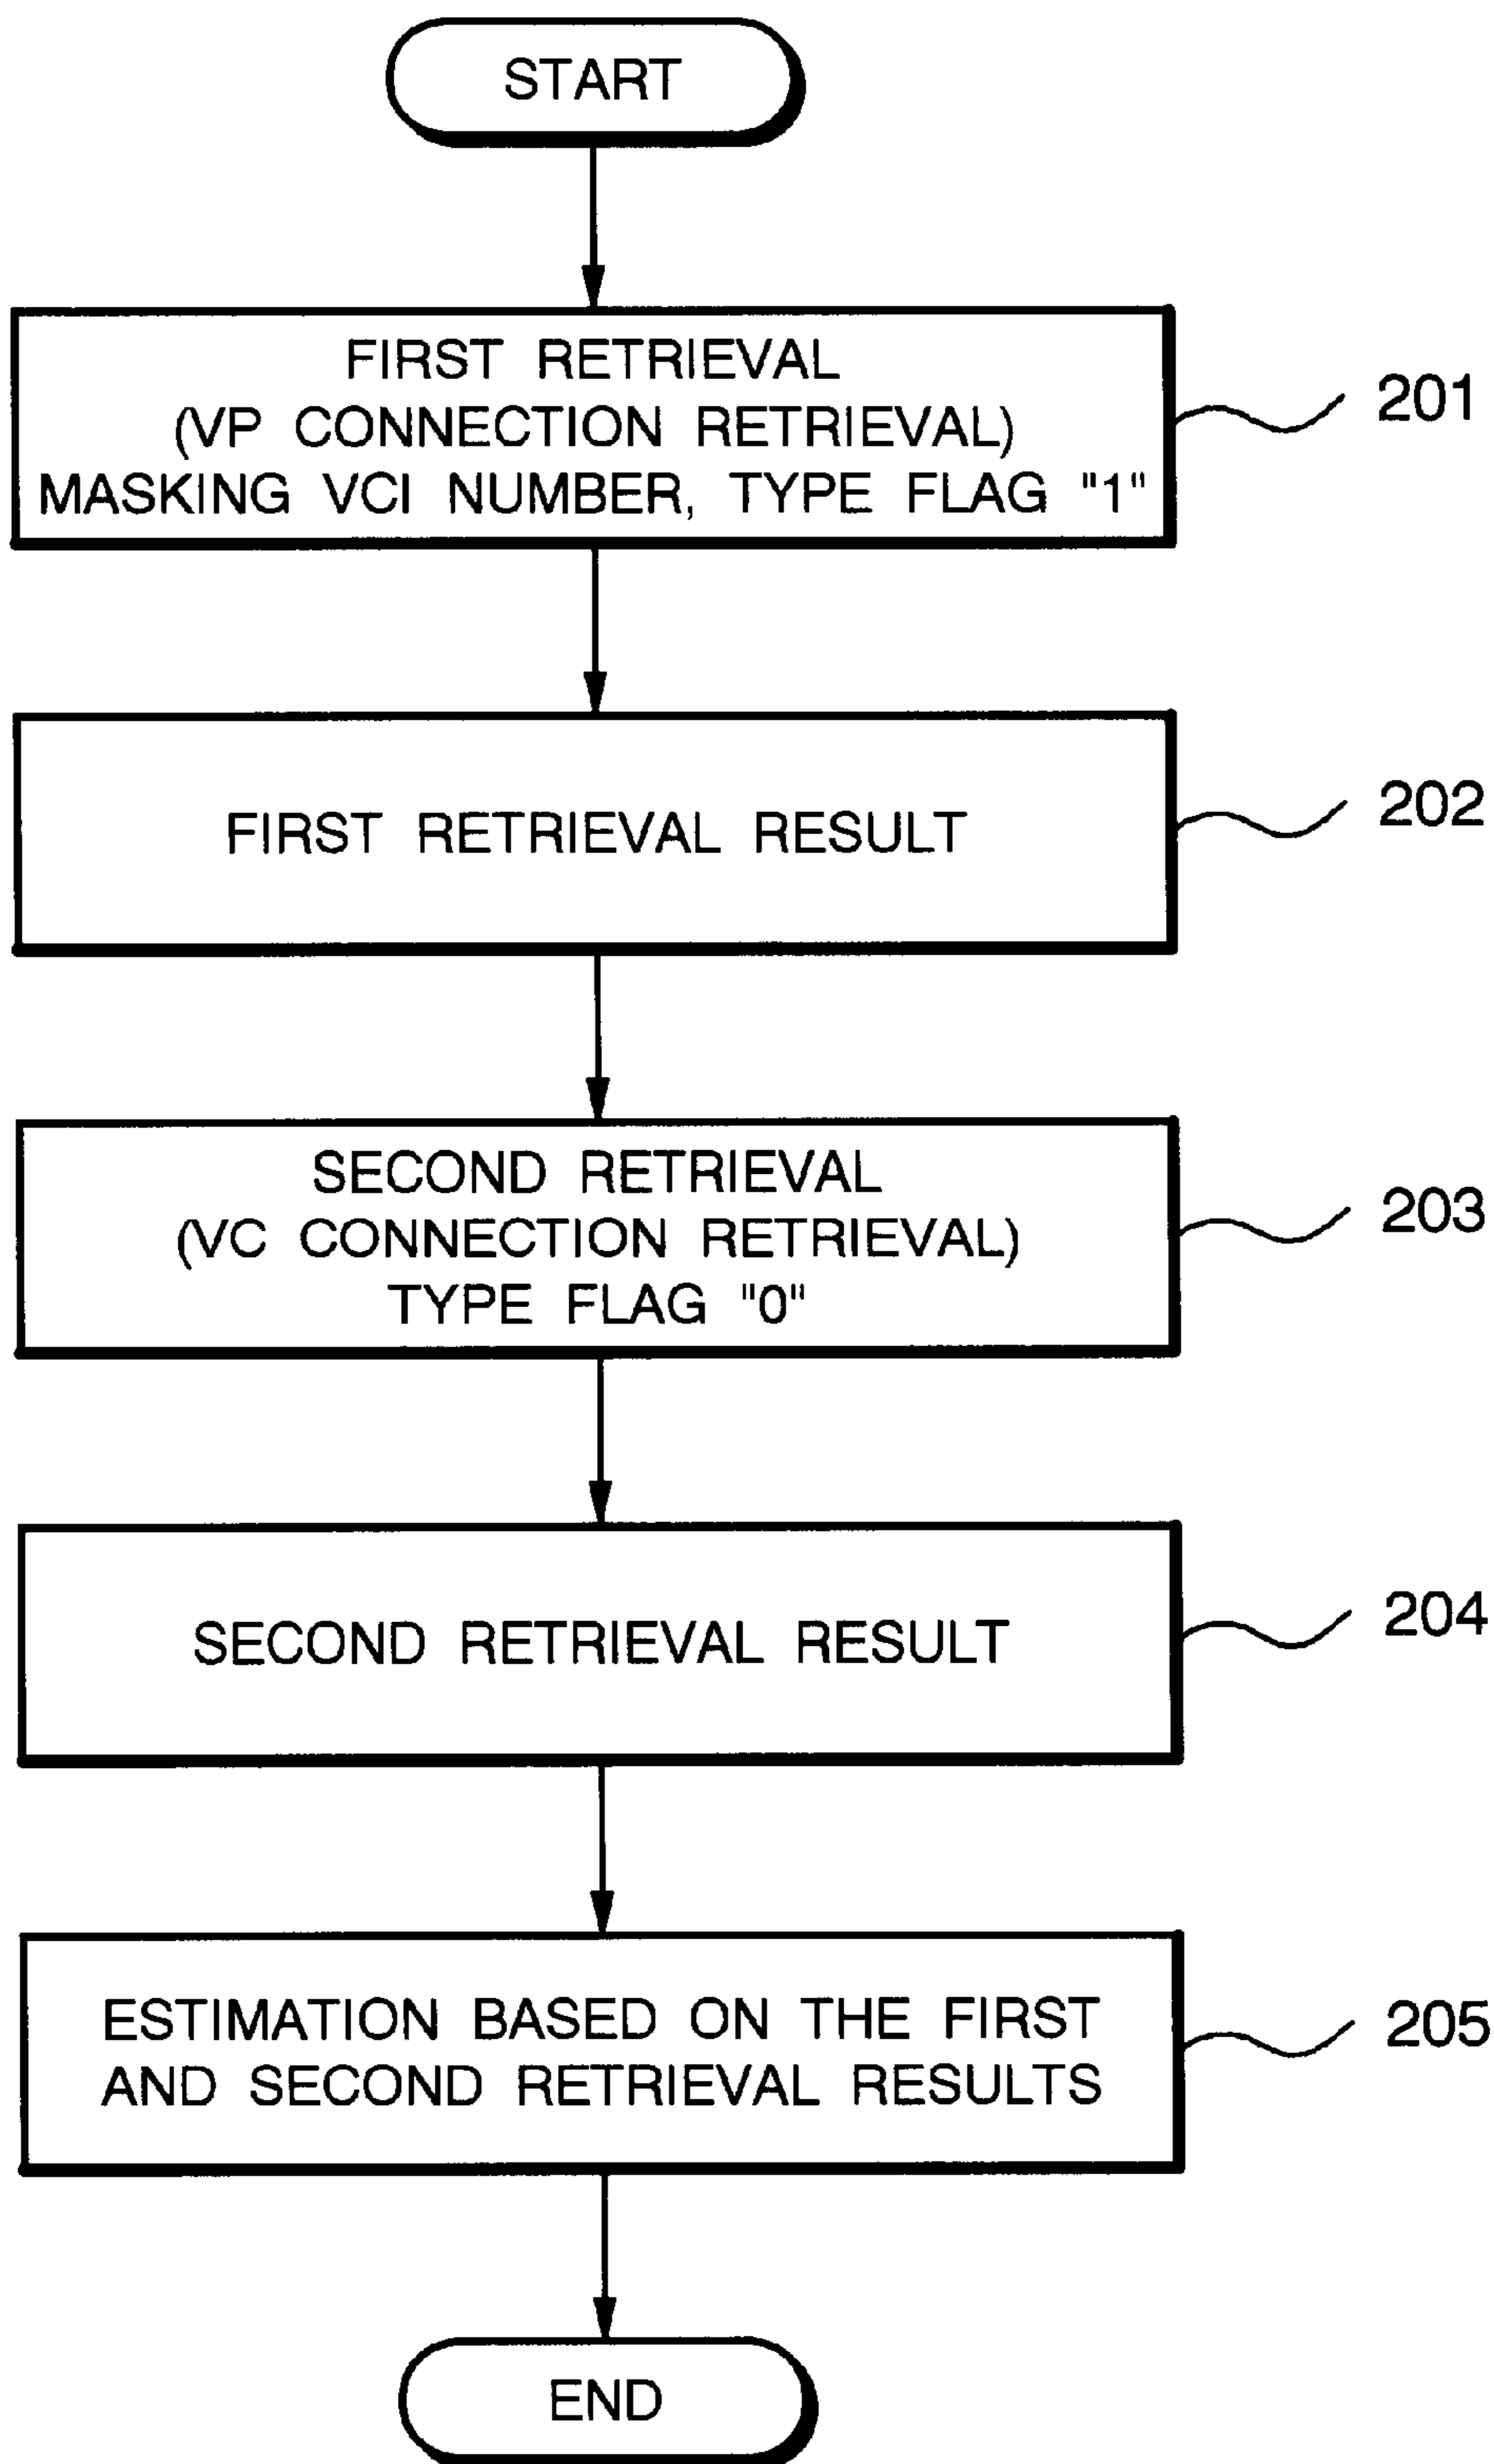 START
FIRST RETRIEVAL
(VP CONNECTION RETRIEVAL)
MASKING VCI NUMBER, TYPE FLAG "1"
201
FIRST RETRIEVAL RESULT
202
SECOND RETRIEVAL
(VC CONNECTION RETRIEVAL)
TYPE FLAG "0"
203
SECOND RETRIEVAL RESULT
204
ESTIMATION BASED ON THE FIRST
AND SECOND RETRIEVAL RESULTS
205
END